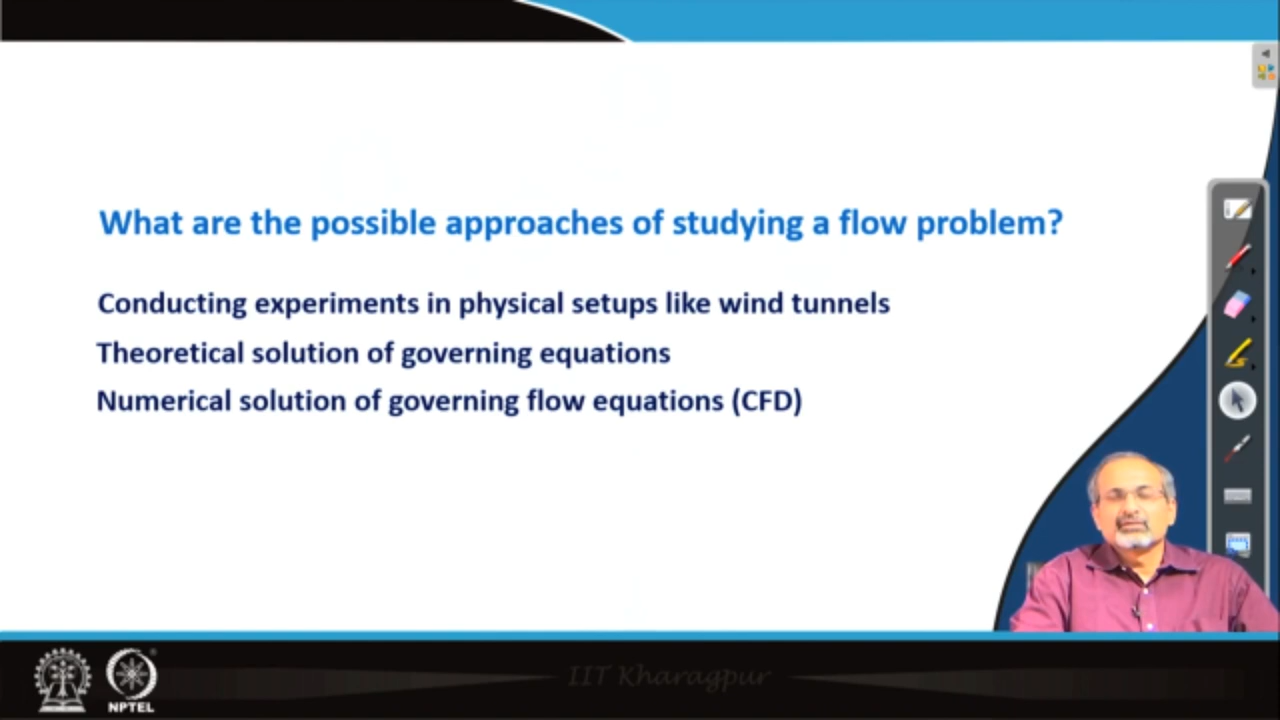 What are the possible approaches of studying a flow problem?
Conducting experiments in physical setups like wind tunnels
Theoretical solution of governing equations
Numerical solution of governing flow equations (CFD)
IIT Kharagpur
NPTEL